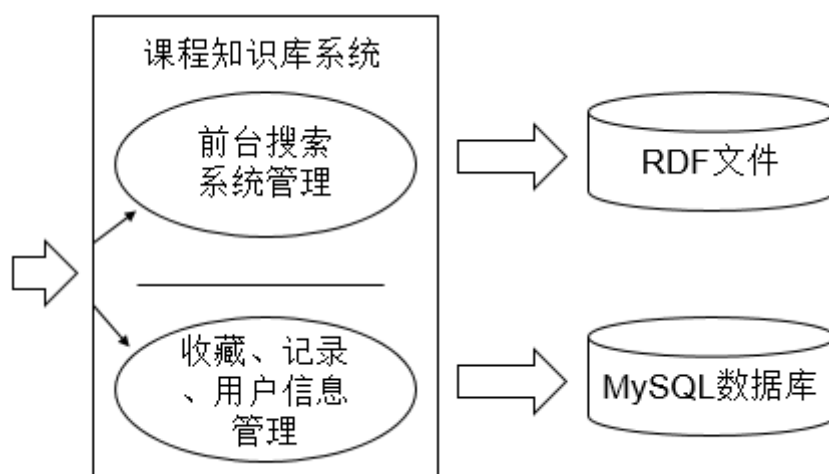 课程知识库系统
前台搜索
系统管理
RDF文件
收藏、记录
、用户信息
管理
MySQL数据库